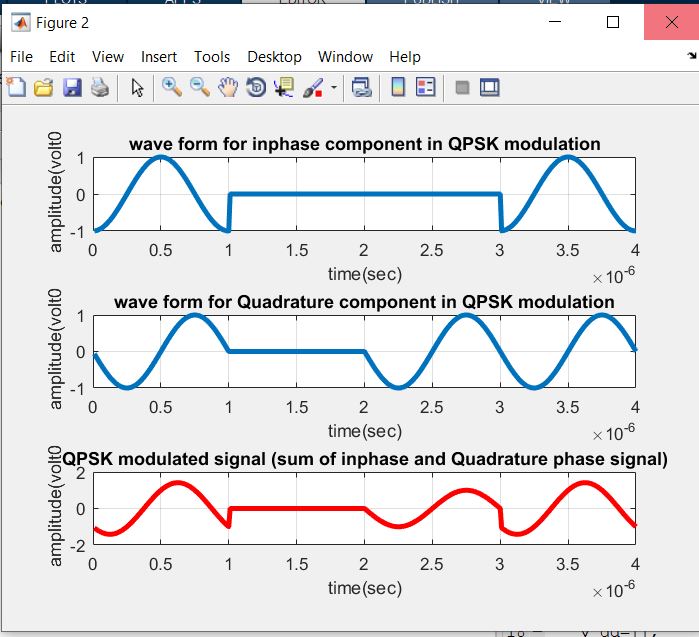 PLOTS APPS EDITOR Publish VIEW
Figure 2
File Edit View Insert Tools Desktop Window Help
wave form for inphase component in QPSK modulation
amplitude(volt0
1
0
-1
0 0.5 1 1.5 2 2.5 3 3.5 4
time(sec)
×10-6
wave form for Quadrature component in QPSK modulation
amplitude(volt0
1
0
-1
0 0.5 1 1.5 2 2.5 3 3.5 4
time(sec)
×10-6
QPSK modulated signal (sum of inphase and Quadrature phase signal)
amplitude(volt0
2
0
-2
0 0.5 1 1.5 2 2.5 3 3.5 4
time(sec)
×10-6